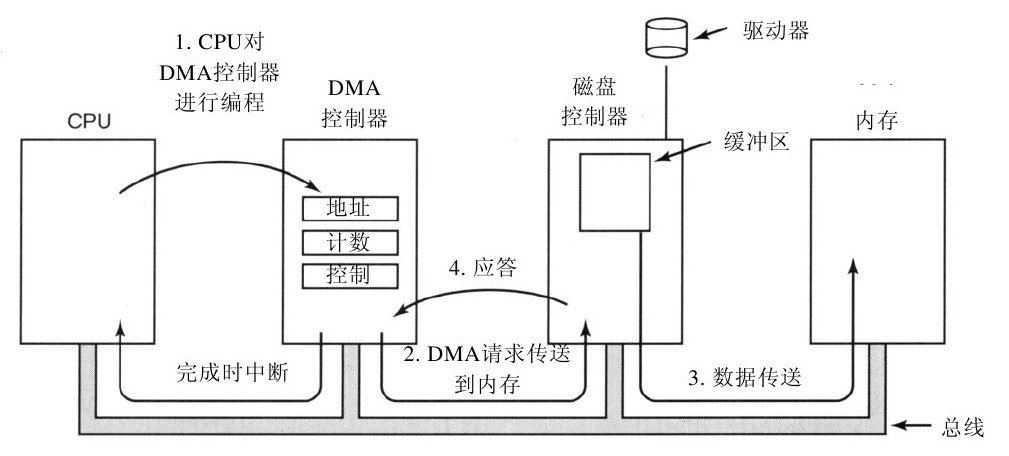 1. CPU对
DMA控制器
进行编程
驱动器
CPU
DMA
控制器
磁盘
控制器
内存
缓冲区
地址
计数
控制
4. 应答
完成时中断
2. DMA请求传送
到内存
3. 数据传送
总线